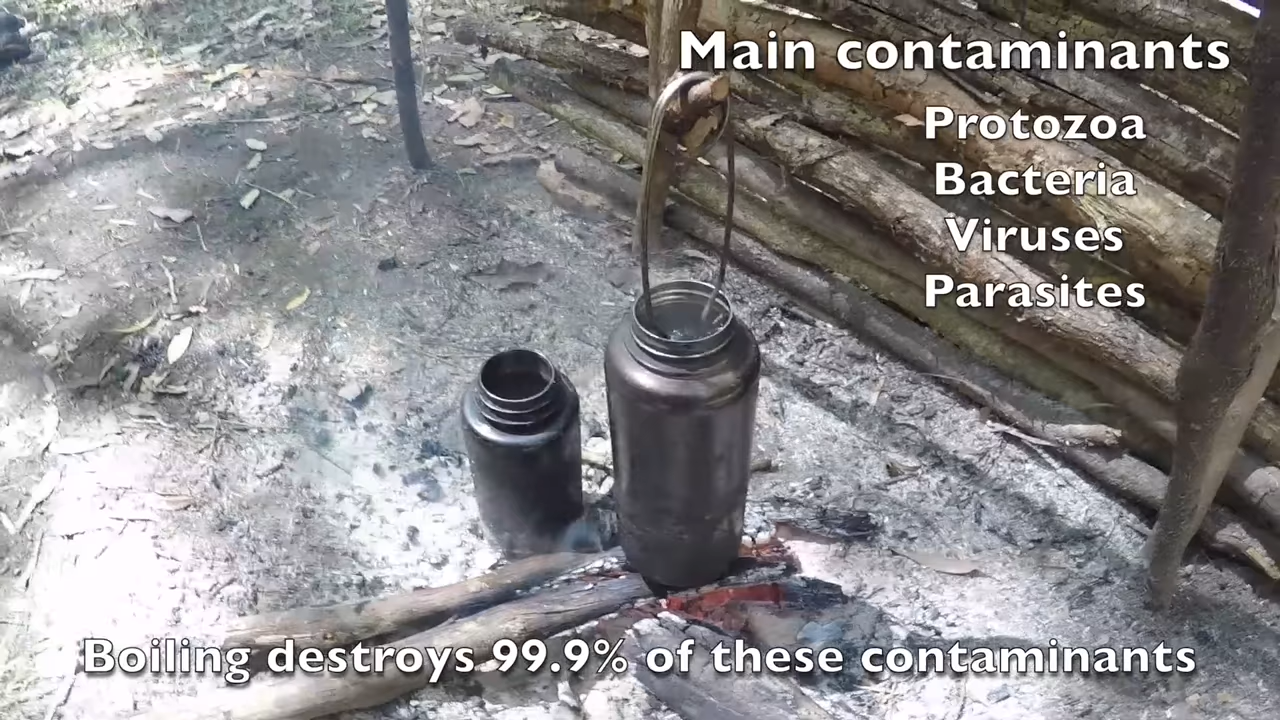 Main contaminants
Protozoa
Bacteria
Viruses
Parasites
Boiling destroys 99.9% of these contaminants